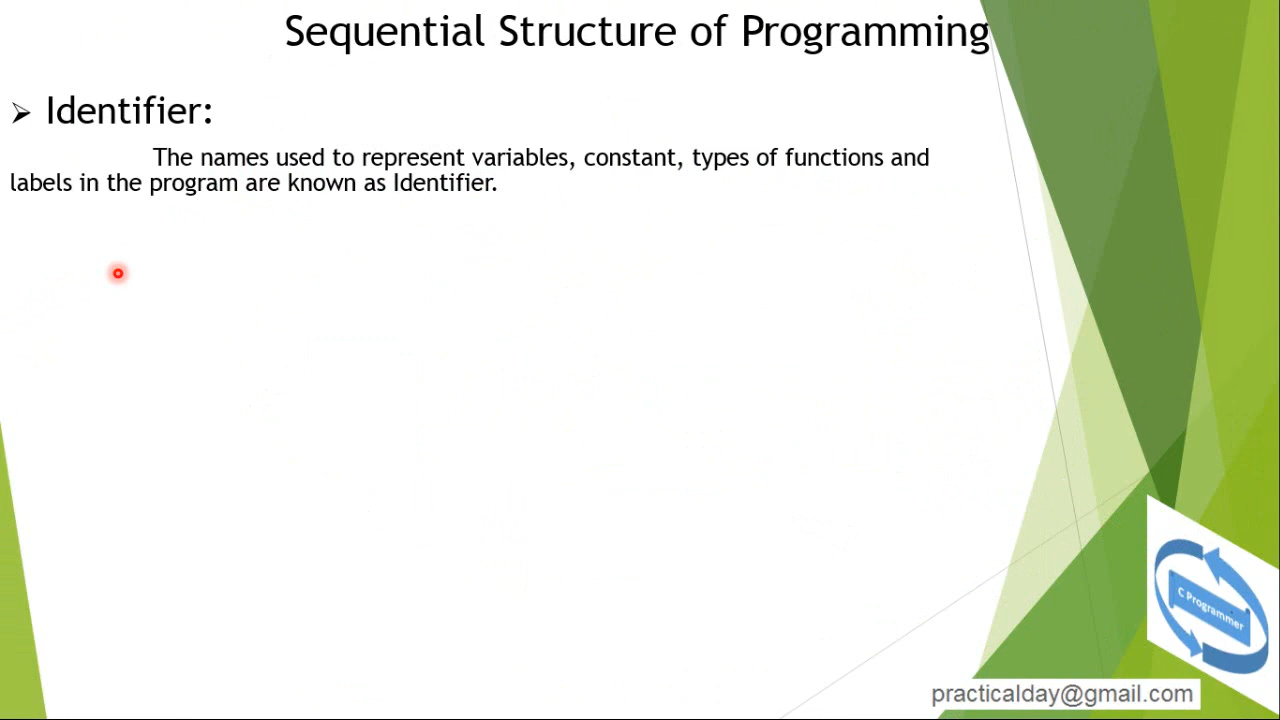 Sequential Structure of Programming
➢ Identifier:
The names used to represent variables, constant, types of functions and
labels in the program are known as Identifier.
C Programmer
practicalday@gmail.com